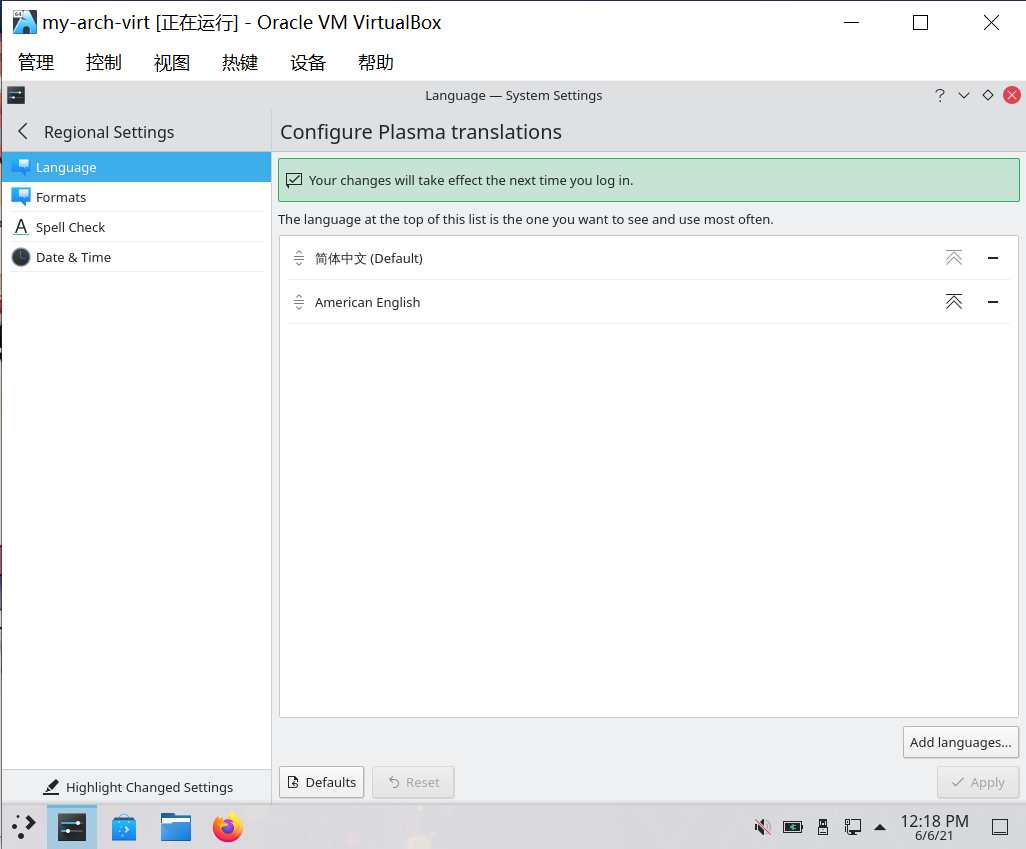 my-arch-virt [正在运行] - Oracle VM VirtualBox
管理 控制 视图 热键 设备 帮助
Language — System Settings
Regional Settings
Configure Plasma translations
Language
Formats
Spell Check
Date & Time
Your changes will take effect the next time you log in.
The language at the top of this list is the one you want to see and use most often.
简体中文 (Default)
American English
Add languages...
Highlight Changed Settings
Defaults
Reset
Apply
12:18 PM
6/6/21